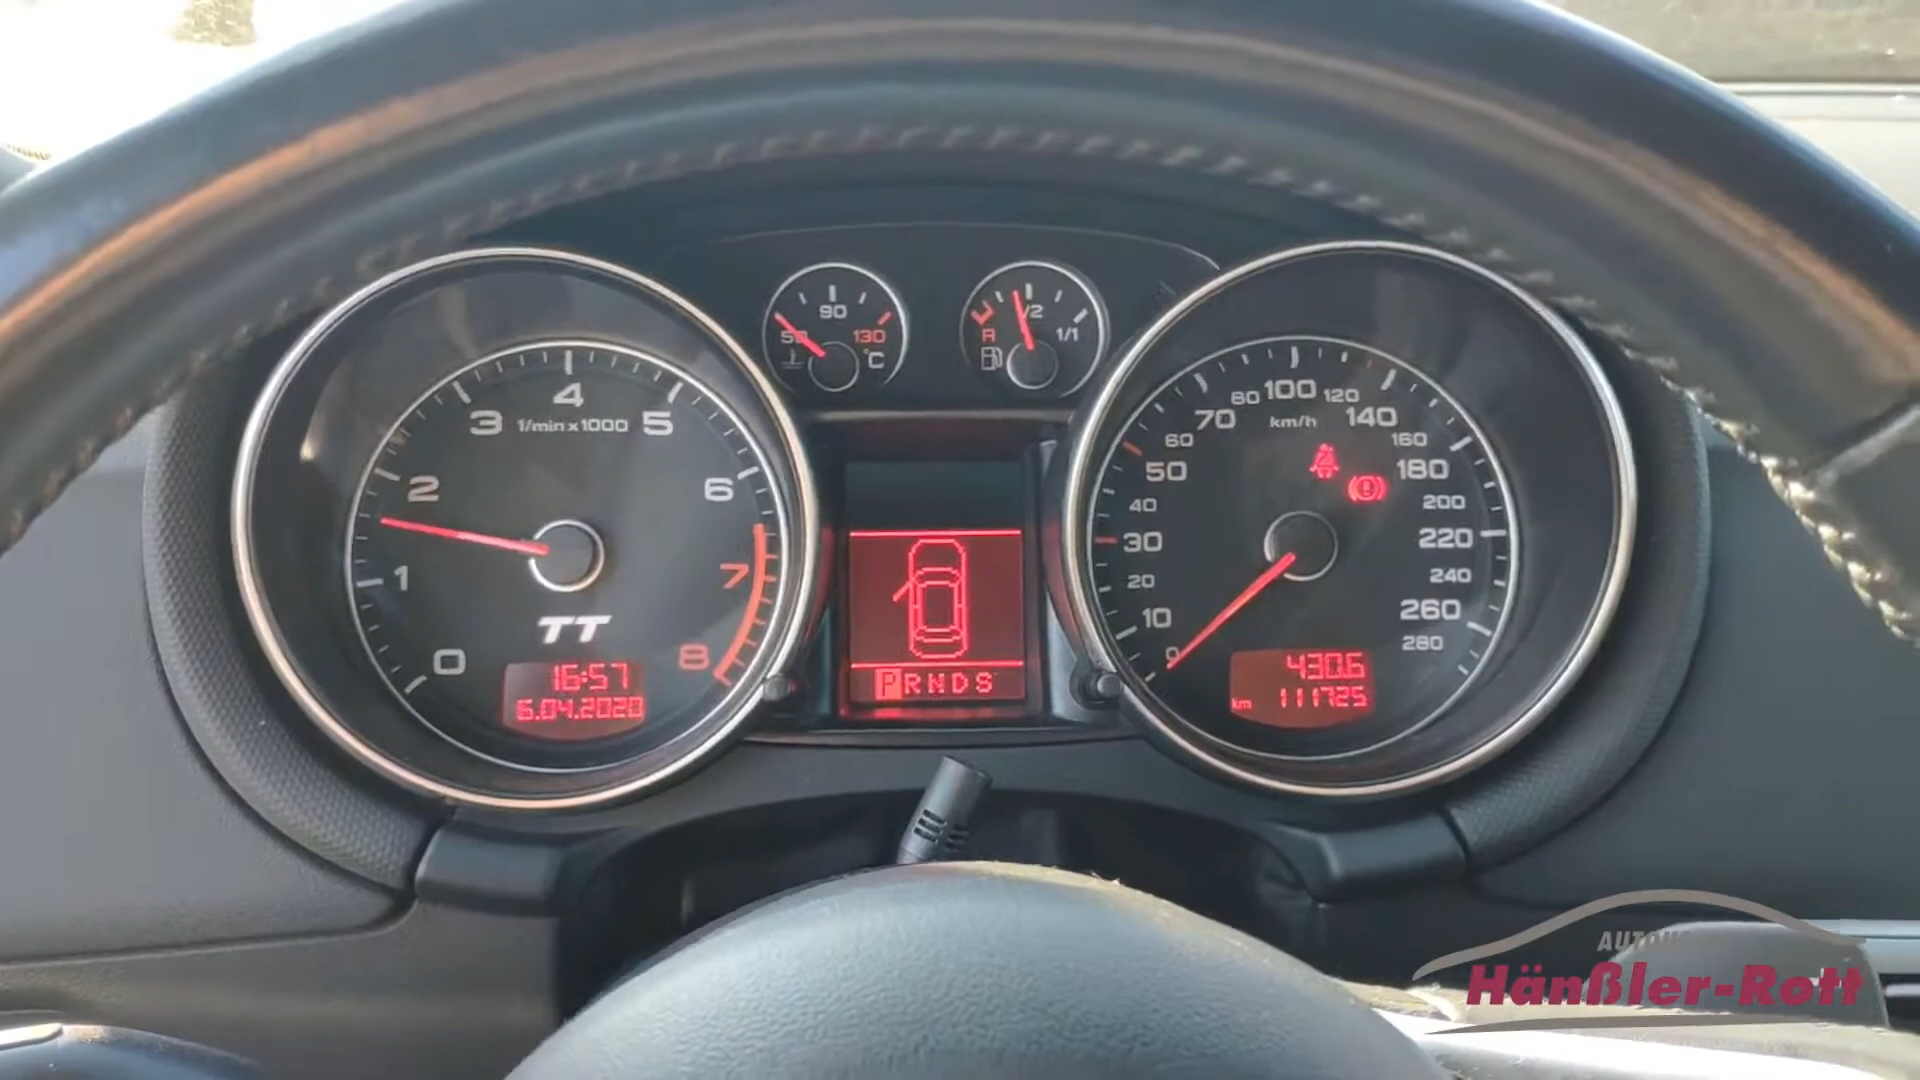 50 90 130
°C
R 1/2 1/1
0 1 2 3 4 5 6 7 8
1/min x 1000
TT
16:57
6.04.2020
P R N D S
0 10 20 30 40 50 60 70 80 100 120 140 160 180 200 220 240 260 280
km/h
430.6
km 111725
Hänßler-Rott